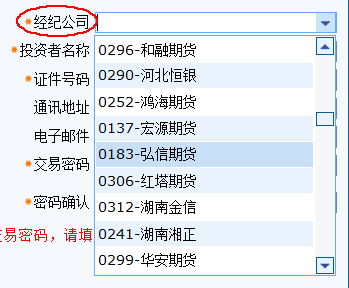 *经纪公司
0296-和融期货
*投资者名称
0290-河北恒银
*证件号码
0252-鸿海期货
通讯地址
0137-宏源期货
电子邮件
0183-弘信期货
*交易密码
0306-红塔期货
*密码确认
0312-湖南金信
易密码，请填
0241-湖南湘正
0299-华安期货